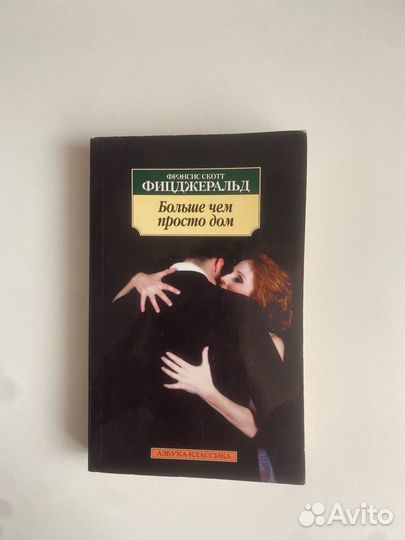 ФРЭНСИС СКОТТ
ФИЦДЖЕРАЛЬД
Больше чем
просто дом
АЗБУКА-КЛАССИКА
Avito